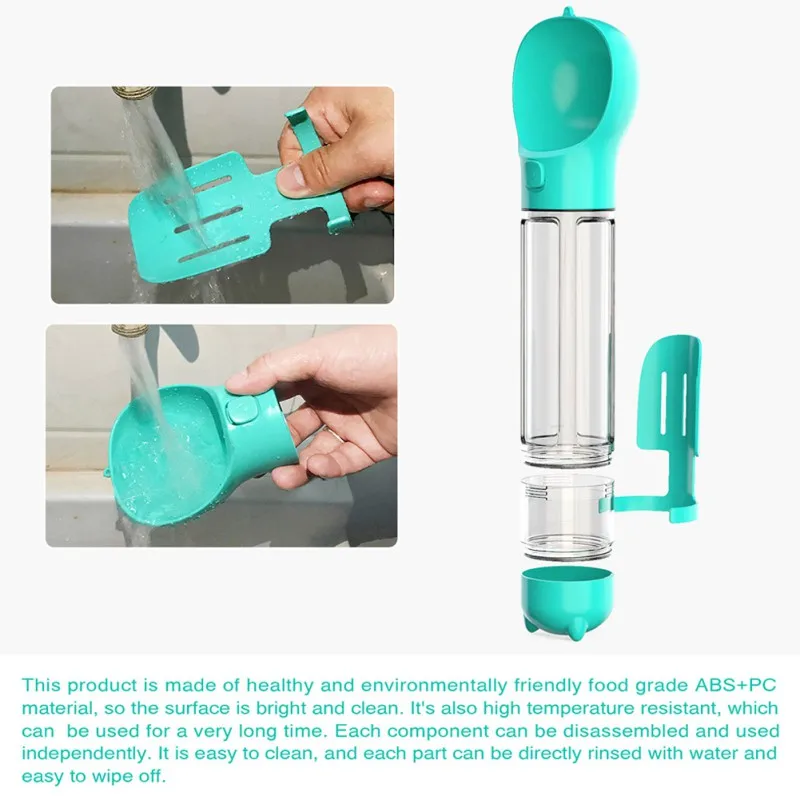 This product is made of healthy and environmentally friendly food grade ABS+PC
material, so the surface is bright and clean. It's also high temperature resistant, which
can  be used for a very long time. Each component can be disassembled and used
independently. It is easy to clean, and each part can be directly rinsed with water and
easy to wipe off.